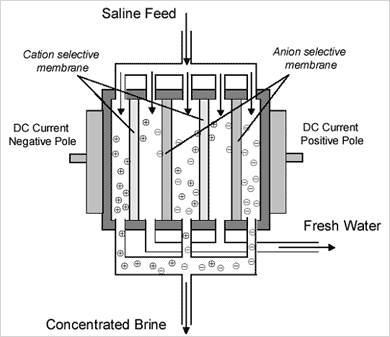 Saline Feed
Cation selective
membrane
Anion selective
membrane
DC Current
Negative Pole
DC Current
Positive Pole
Fresh Water
Concentrated Brine